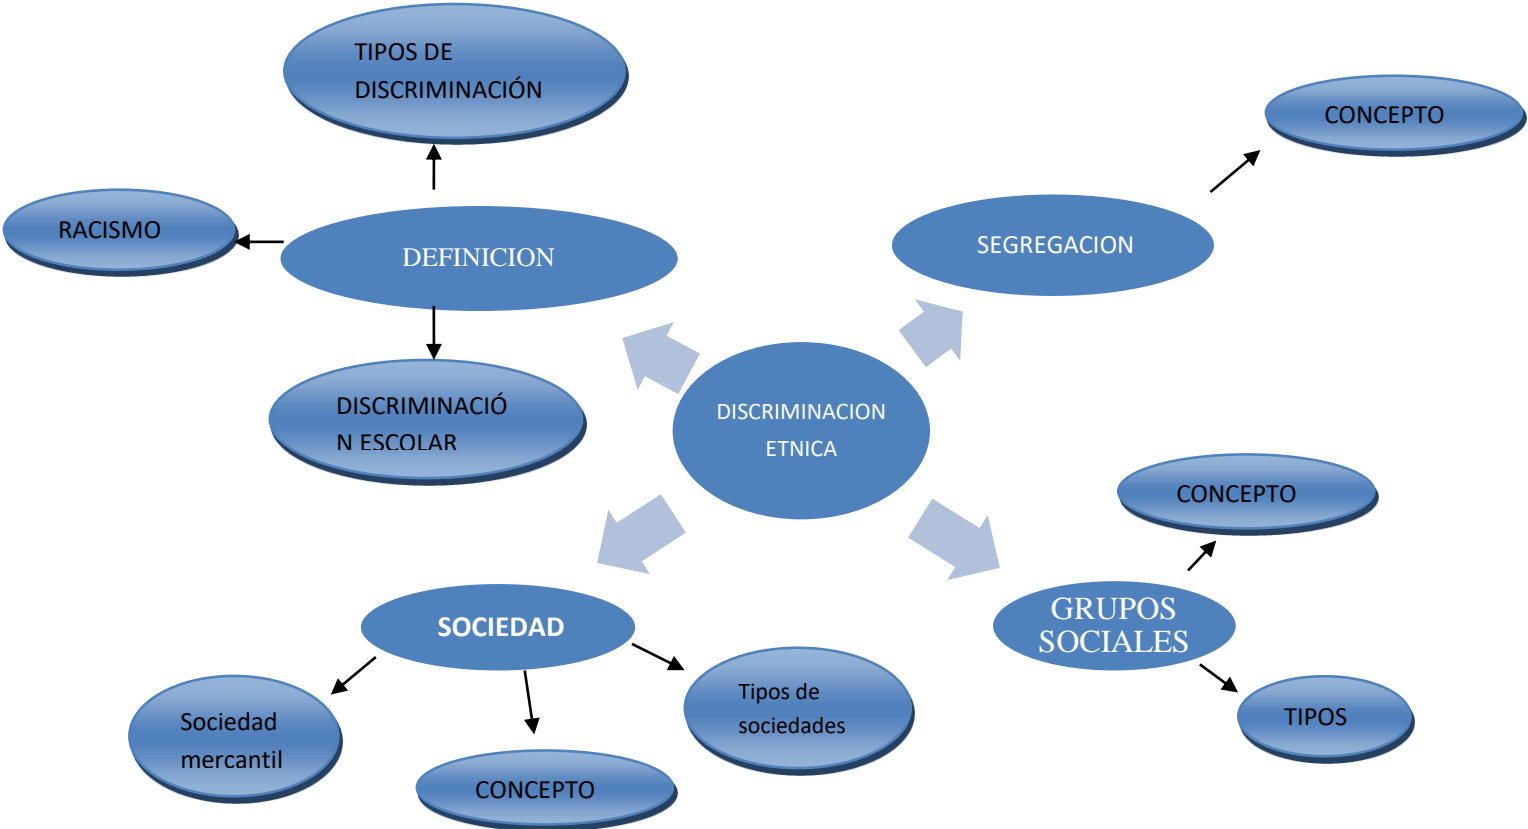 TIPOS DE
DISCRIMINACIÓN
CONCEPTO
RACISMO
DEFINICION
SEGREGACION
DISCRIMINACIÓ
N ESCOLAR
DISCRIMINACION
ETNICA
CONCEPTO
GRUPOS
SOCIALES
SOCIEDAD
Tipos de
sociedades
TIPOS
Sociedad
mercantil
CONCEPTO